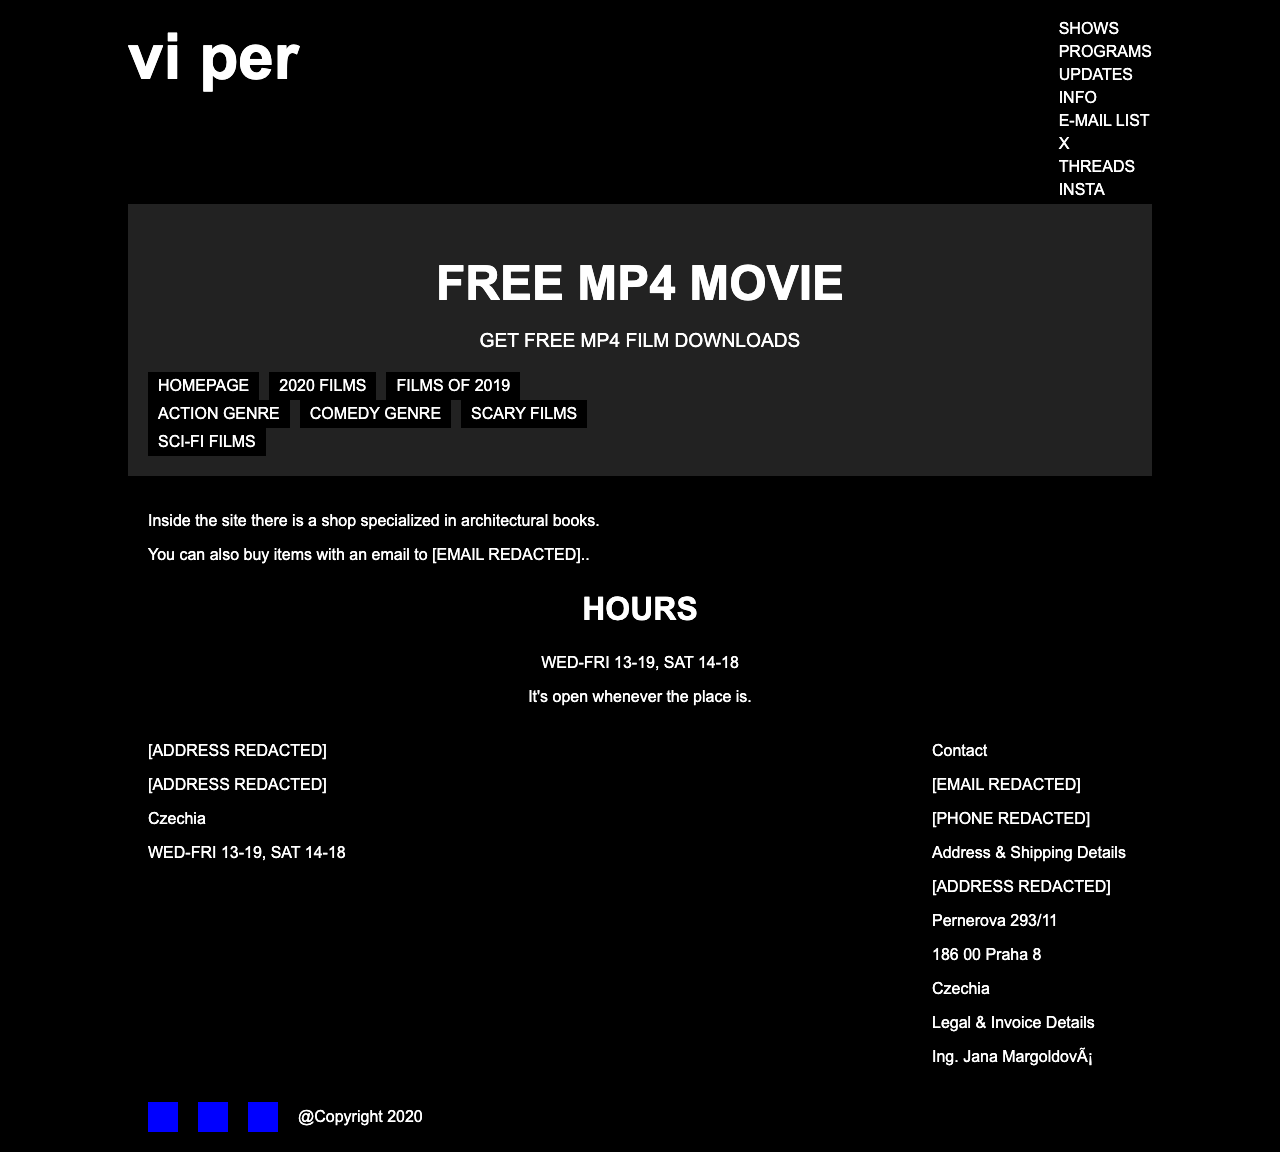 vi per
SHOWS
PROGRAMS
UPDATES
INFO
E-MAIL LIST
X
THREADS
INSTA
FREE MP4 MOVIE
GET FREE MP4 FILM DOWNLOADS
HOMEPAGE 2020 FILMS FILMS OF 2019
ACTION GENRE COMEDY GENRE SCARY FILMS
SCI-FI FILMS
Inside the site there is a shop specialized in architectural books.
You can also buy items with an email to [EMAIL REDACTED]..
HOURS
WED-FRI 13-19, SAT 14-18
It's open whenever the place is.
[ADDRESS REDACTED]
[ADDRESS REDACTED]
Czechia
WED-FRI 13-19, SAT 14-18
Contact
[EMAIL REDACTED]
[PHONE REDACTED]
Address & Shipping Details
[ADDRESS REDACTED]
Pernerova 293/11
186 00 Praha 8
Czechia
Legal & Invoice Details
Ing. Jana MargoldovÃ¡
@Copyright 2020